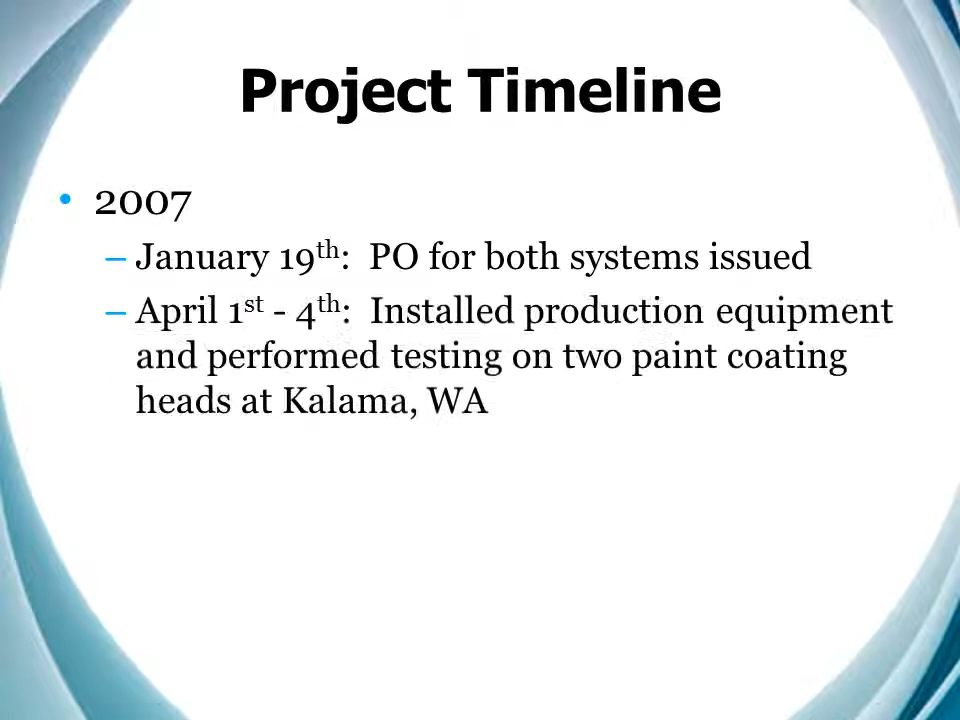 Project Timeline
• 2007
– January 19th:  PO for both systems issued
– April 1st - 4th:  Installed production equipment
and performed testing on two paint coating
heads at Kalama, WA